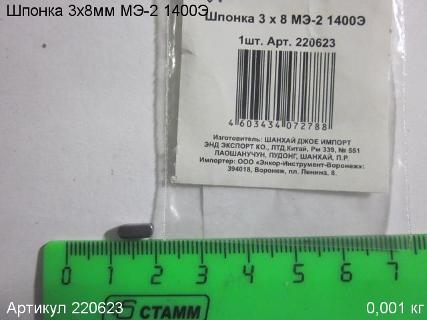 Шпонка 3х8мм МЭ-2 1400Э
Шпонка 3 х 8 МЭ-2 1400Э
1шт. Арт. 220623
4 603434 072788
Изготовитель: ШАНХАЙ ДЖОЕ ИМПОРТ
ЭНД ЭКСПОРТ КО., ЛТД,Китай. Рм 339, № 551
ЛАОШАНУЧУН, ПУДОНГ, ШАНХАЙ, П.Р.
Импортер: ООО «Энкор-Инструмент-Воронеж»:
394018, Воронеж, пл. Ленина, 8.
0 1 2 3 4 5 6 7
СТАММ
Артикул 220623
0,001 кг